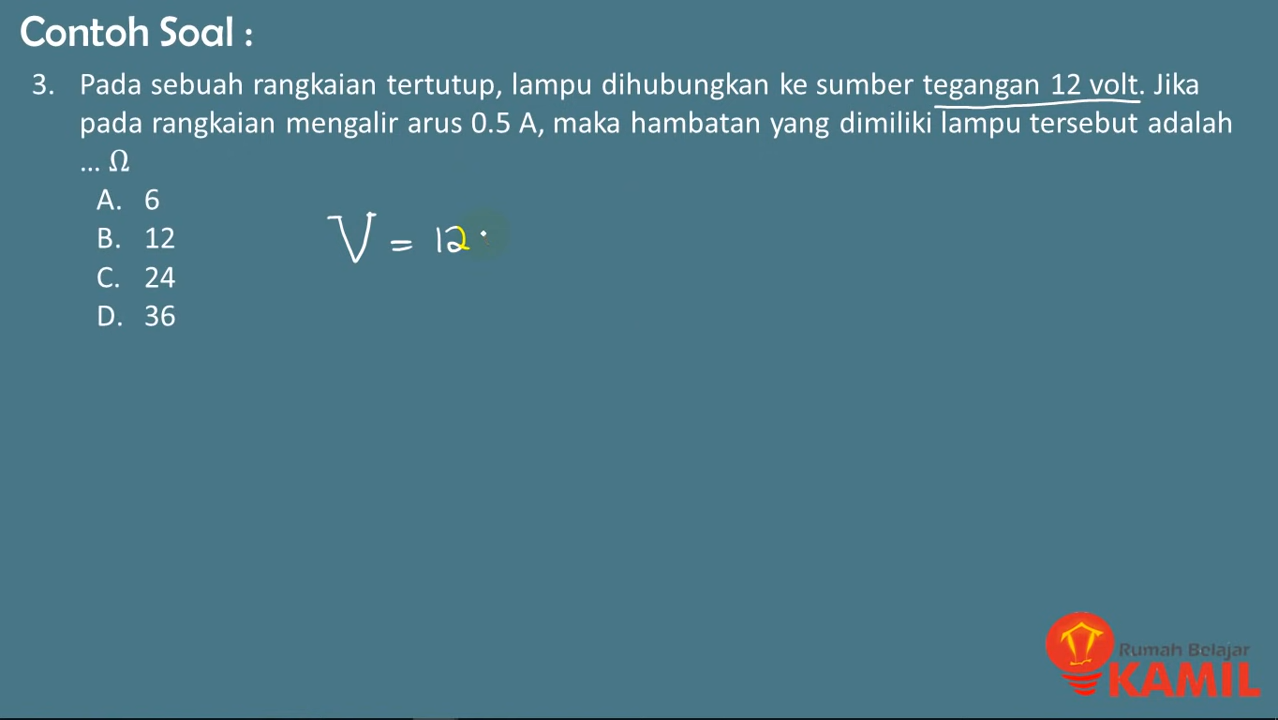 Contoh Soal :
3. Pada sebuah rangkaian tertutup, lampu dihubungkan ke sumber tegangan 12 volt. Jika
pada rangkaian mengalir arus 0.5 A, maka hambatan yang dimiliki lampu tersebut adalah
... Ω
A. 6
B. 12
C. 24
D. 36
V = 12
Rumah Belajar
KAMIL